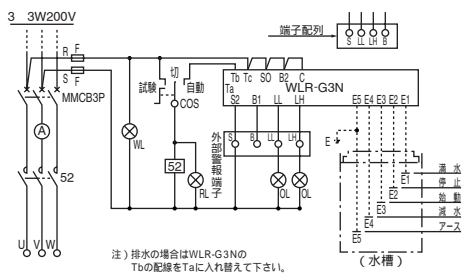 3 3W200V
端子配列
S LL LH B
R F
S F
MMCB3P
A
52
U V W
WL
試験 切 自動
COS
52
RL
Tb Tc SO B2 C
Ta
WLR-G3N
S2 B1 LL LH
E5 E4 E3 E2 E1
外部警報端子
S B LL LH
OL OL
E
E1 満水
E2 停止
E3 始動
E4 減水
E5 アース
(水槽)
注)排水の場合はWLR-G3Nの
Tbの配線をTaに入れ替えて下さい。